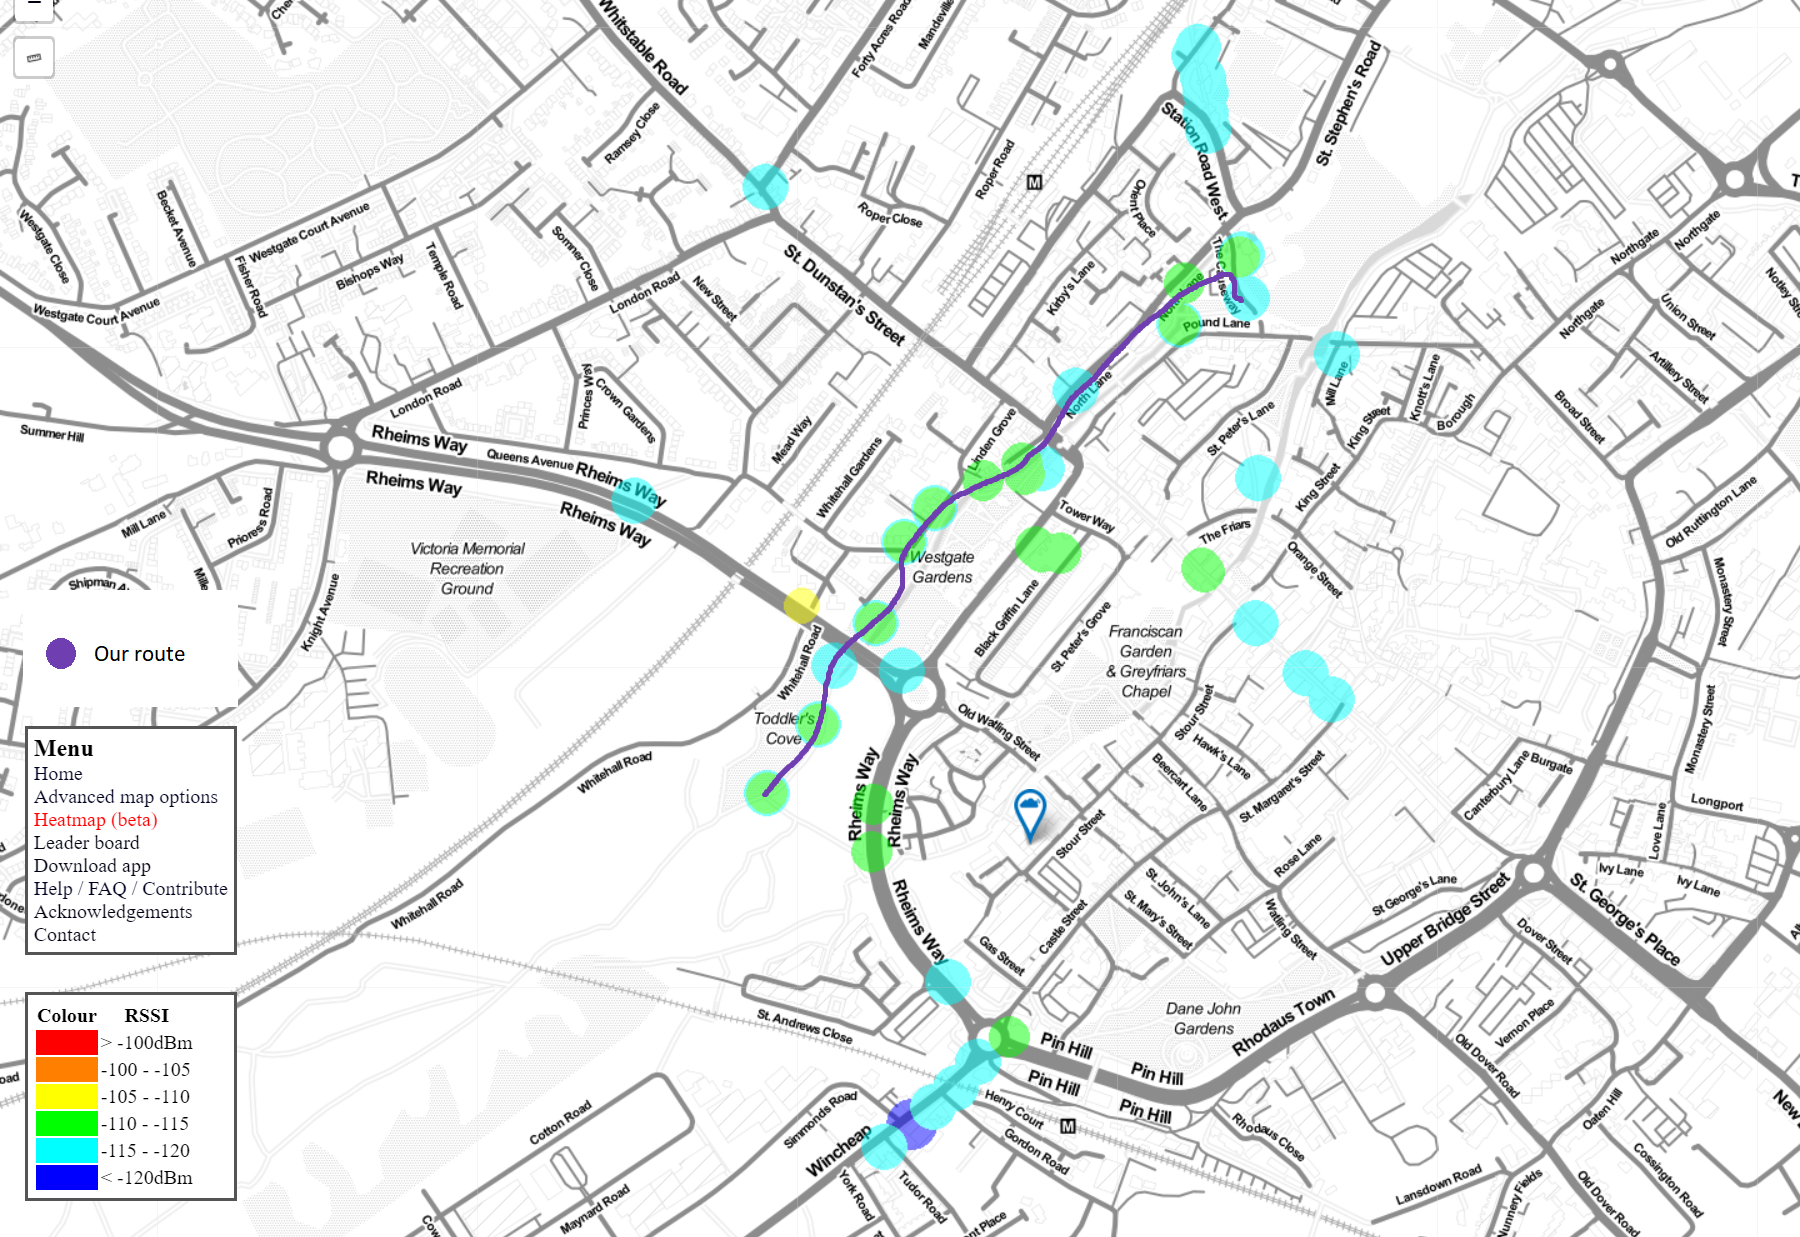 Whitstable Road
Forty Acres Road
St. Stephen's Road
Ramsey Close
Station Road West
Roper Road
M
Becket Avenue
Westgate Close
Westgate Court Avenue
Roper Close
Orient Place
Northgate
Northgate
Somner Close
Fisher Road
Bishops Way
Temple Road
St. Dunstan's Street
The Causeway
London Road
New Street
Kirby's Lane
North Lane
Westgate Court Avenue
Pound Lane
Northgate
Union Street
Artillery Street
Princes Way
Crown Gardens
London Road
North Lane
Mill Lane
Knott's Lane
Borough
Broad Street
King Street
Summer Hill
Rheims Way
Queens Avenue
Rheims Way
Mead Way
Whitehall Gardens
Linden Grove
St. Peter's Lane
King Street
Rheims Way
Rheims Way
Mill Lane
Prioress Road
Tower Way
The Friars
Orange Street
Old Ruttington Lane
Victoria Memorial
Recreation
Ground
Westgate
Gardens
Monastery Street
Knight Avenue
Black Griffin Lane
St. Peter's Grove
Franciscan
Garden
& Greyfriars
Chapel
Whitehall Road
Our route
Toddler's
Cove
Old Watling Street
Stour Street
Hawk's Lane
Beercart Lane
St. Margaret's Street
Monastery Street
Canterbury Lane
Burgate
Longport
Love Lane
Whitehall Road
Rheims Way
Rheims Way
Menu
Home
Advanced map options
Heatmap (beta)
Leader board
Download app
Help / FAQ / Contribute
Acknowledgements
Contact
Stour Street
Rose Lane
Ivy Lane
Ivy Lane
St George's Lane
St. George's Place
Upper Bridge Street
St. John's Lane
St. Mary's Street
Whitehall Road
Rheims Way
Castle Street
Gas Street
Watling Street
Dover Street
Colour RSSI
> -100dBm
-100 - -105
-105 - -110
-110 - -115
-115 - -120
< -120dBm
St. Andrews Close
Dane John
Gardens
Rhodaus Town
Vernon Place
Old Dover Road
Pin Hill
Pin Hill
Pin Hill
Pin Hill
Henry Court
M
Gordon Road
Rhodaus Close
Oaten Hill
Simmonds Road
Cotton Road
Wincheap
York Road
Tudor Road
Maynard Road
Lansdown Road
Nunnery Fields
Old Dover Road
Cossington Road